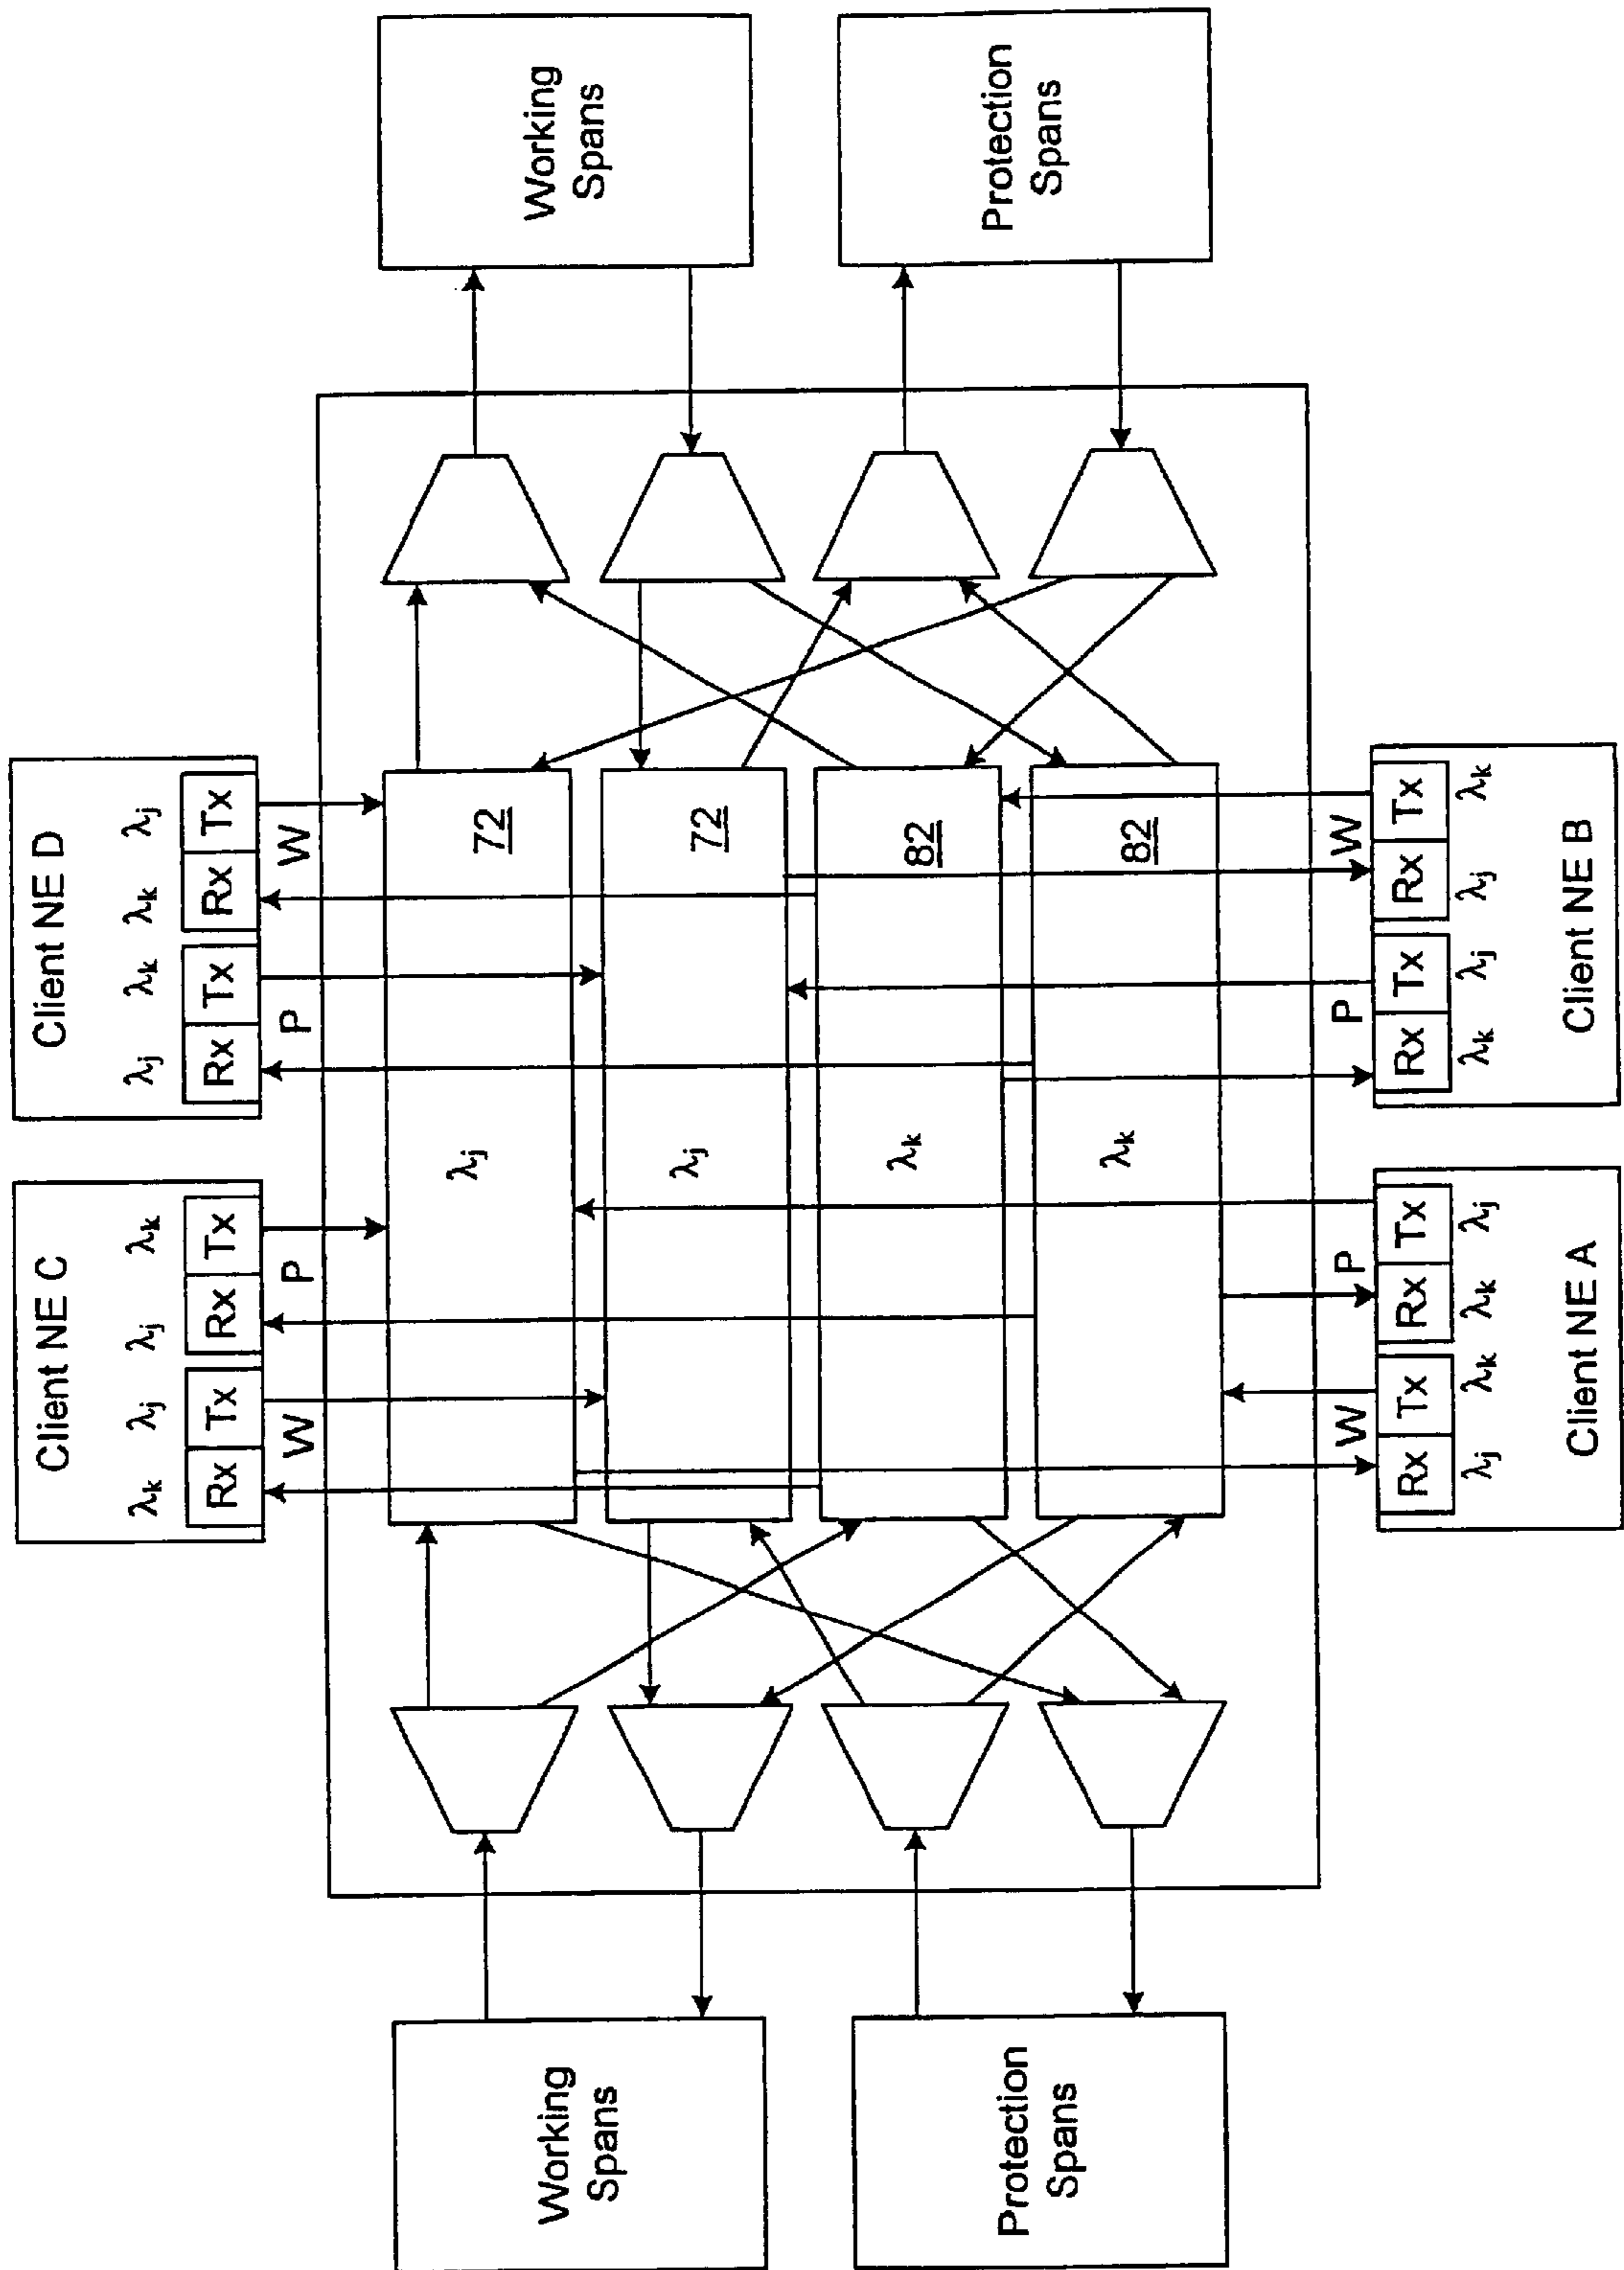 Client NE C
λk λj λj λk
Rx Tx Rx Tx
W P
Client NE D
λj λk λk λj
Rx Tx Rx Tx
P W
Working
Spans
Protection
Spans
λj 72
λj 72
λk 82
λk 82
Working
Spans
Protection
Spans
W P
Rx Tx Rx Tx
λj λk λk λj
Client NE A
P W
Rx Tx Rx Tx
λk λj λj λk
Client NE B